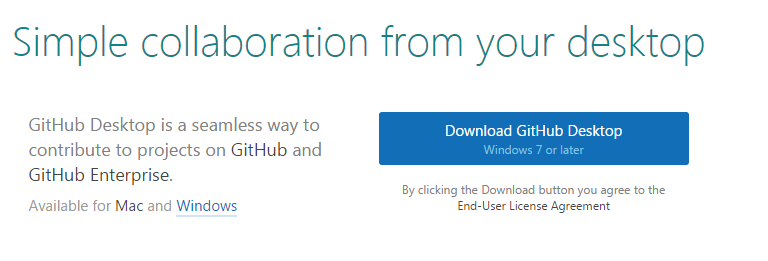 Simple collaboration from your desktop
GitHub Desktop is a seamless way to
contribute to projects on GitHub and
GitHub Enterprise.
Available for Mac and Windows
Download GitHub Desktop
Windows 7 or later
By clicking the Download button you agree to the
End-User License Agreement